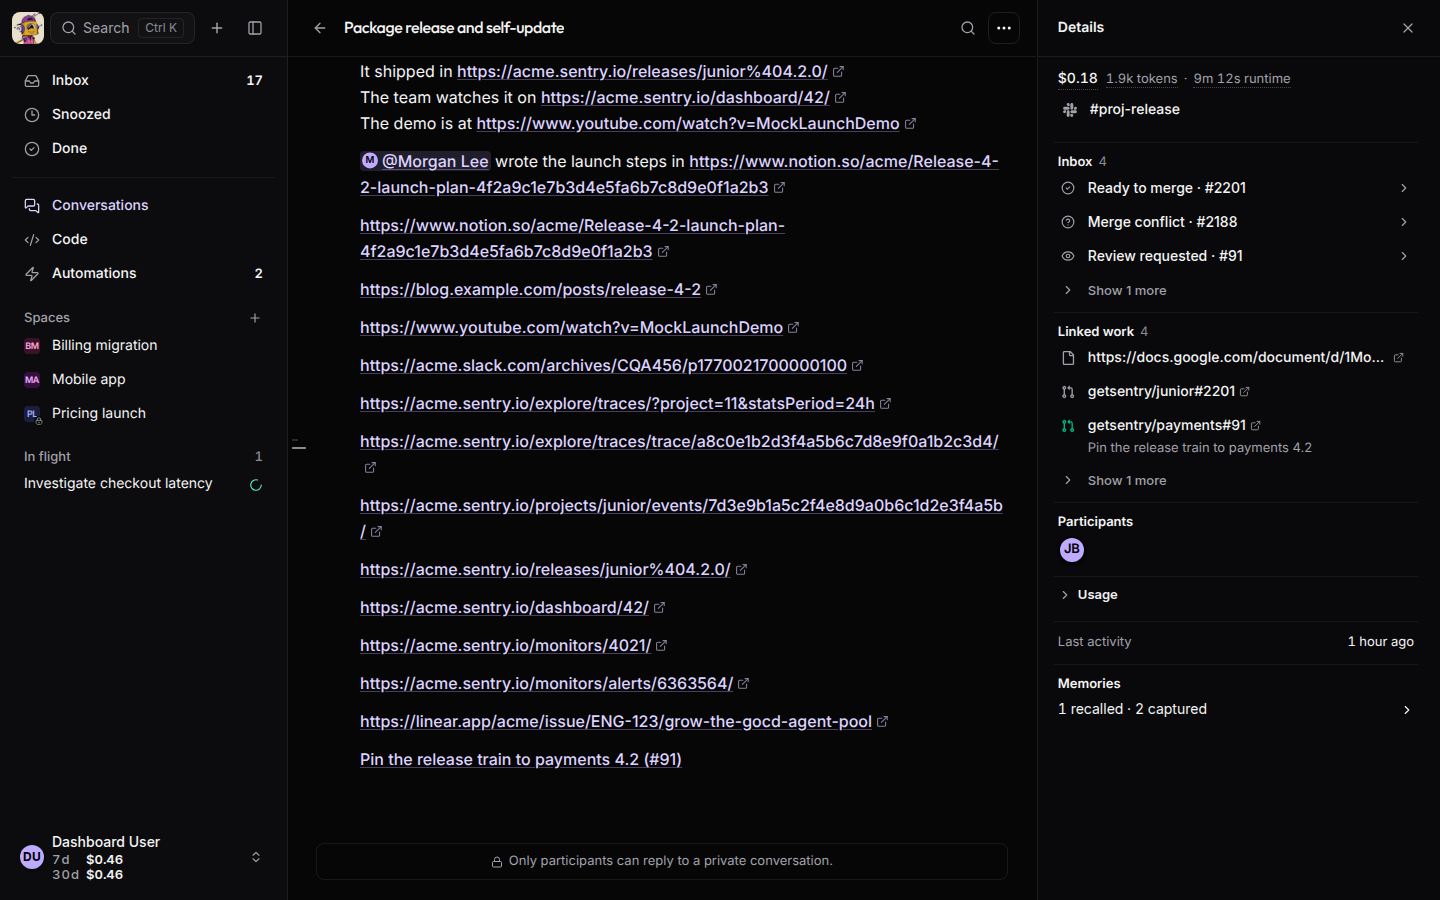 Search Ctrl K
Inbox 17
Snoozed
Done
Conversations
Code
Automations 2
Spaces
BM Billing migration
MA Mobile app
PL Pricing launch
In flight 1
Investigate checkout latency
DU Dashboard User
7d $0.46
30d $0.46
Package release and self-update
It shipped in https://acme.sentry.io/releases/junior%404.2.0/
The team watches it on https://acme.sentry.io/dashboard/42/
The demo is at https://www.youtube.com/watch?v=MockLaunchDemo
M @Morgan Lee wrote the launch steps in https://www.notion.so/acme/Release-4-
2-launch-plan-4f2a9c1e7b3d4e5fa6b7c8d9e0f1a2b3
https://www.notion.so/acme/Release-4-2-launch-plan-
4f2a9c1e7b3d4e5fa6b7c8d9e0f1a2b3
https://blog.example.com/posts/release-4-2
https://www.youtube.com/watch?v=MockLaunchDemo
https://acme.slack.com/archives/CQA456/p1770021700000100
https://acme.sentry.io/explore/traces/?project=11&statsPeriod=24h
https://acme.sentry.io/explore/traces/trace/a8c0e1b2d3f4a5b6c7d8e9f0a1b2c3d4/
https://acme.sentry.io/projects/junior/events/7d3e9b1a5c2f4e8d9a0b6c1d2e3f4a5b
/
https://acme.sentry.io/releases/junior%404.2.0/
https://acme.sentry.io/dashboard/42/
https://acme.sentry.io/monitors/4021/
https://acme.sentry.io/monitors/alerts/6363564/
https://linear.app/acme/issue/ENG-123/grow-the-gocd-agent-pool
Pin the release train to payments 4.2 (#91)
Only participants can reply to a private conversation.
Details
$0.18 1.9k tokens · 9m 12s runtime
#proj-release
Inbox 4
Ready to merge · #2201
Merge conflict · #2188
Review requested · #91
Show 1 more
Linked work 4
https://docs.google.com/document/d/1Mo...
getsentry/junior#2201
getsentry/payments#91
Pin the release train to payments 4.2
Show 1 more
Participants
JB
Usage
Last activity 1 hour ago
Memories
1 recalled · 2 captured